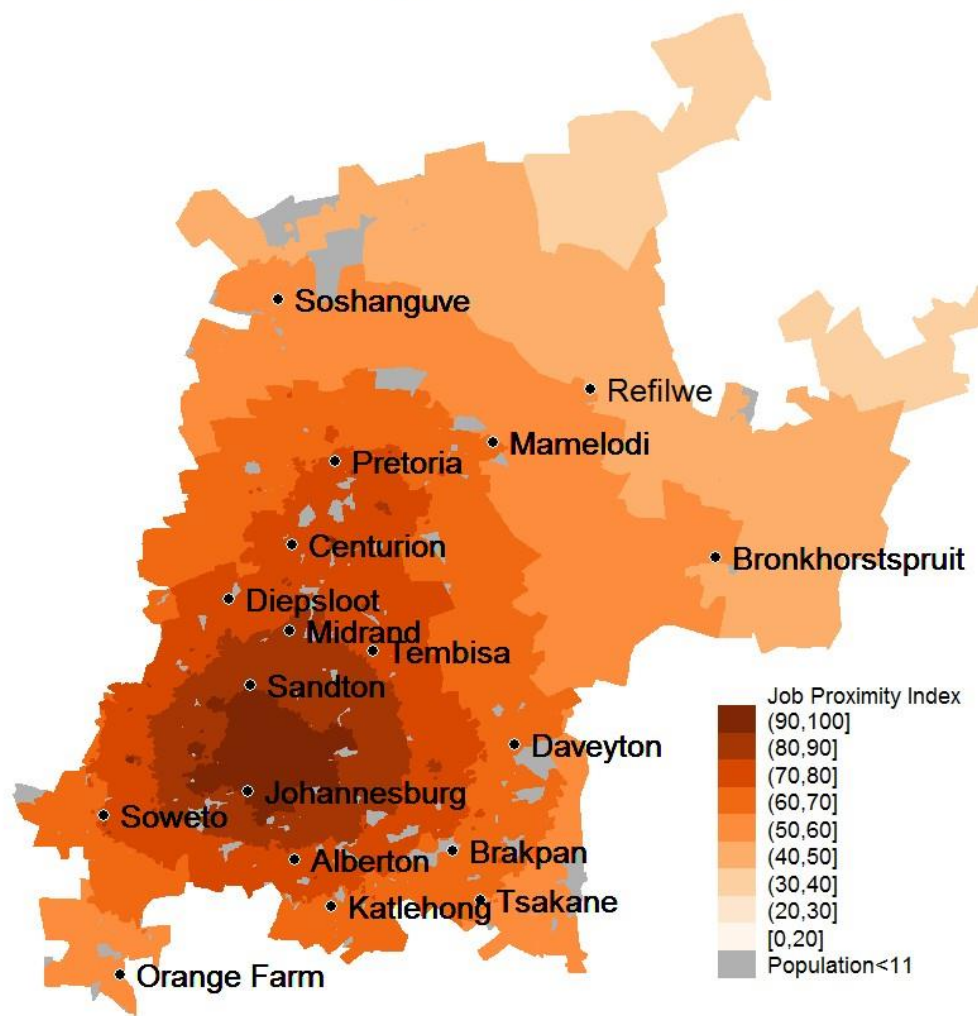 Soshanguve
Refilwe
Mamelodi
Pretoria
Centurion
Bronkhorstspruit
Diepsloot
Midrand
Tembisa
Sandton
Job Proximity Index
(90,100]
(80,90]
(70,80]
(60,70]
(50,60]
(40,50]
(30,40]
(20,30]
[0,20]
Population<11
Daveyton
Johannesburg
Soweto
Brakpan
Alberton
Tsakane
Katlehong
Orange Farm